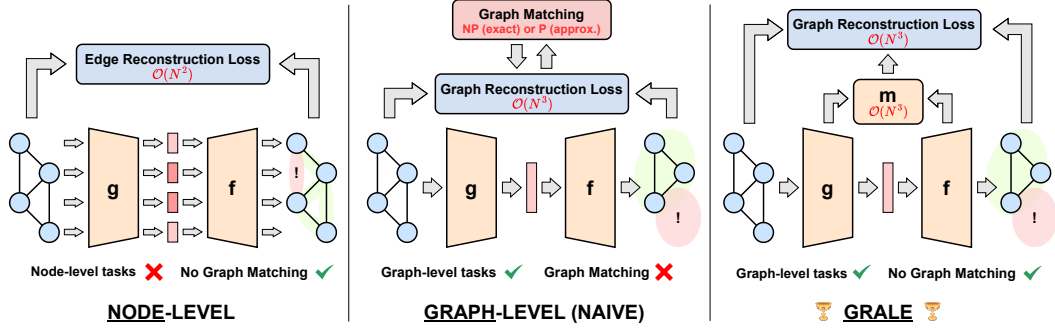 Edge Reconstruction Loss
O(N²)
g
f
!
Node-level tasks
No Graph Matching
NODE-LEVEL
Graph Matching
NP (exact) or P (approx.)
Graph Reconstruction Loss
O(N³)
g
f
!
Graph-level tasks
Graph Matching
GRAPH-LEVEL (NAIVE)
Graph Reconstruction Loss
O(N³)
m
O(N³)
g
f
!
Graph-level tasks
No Graph Matching
GRALE